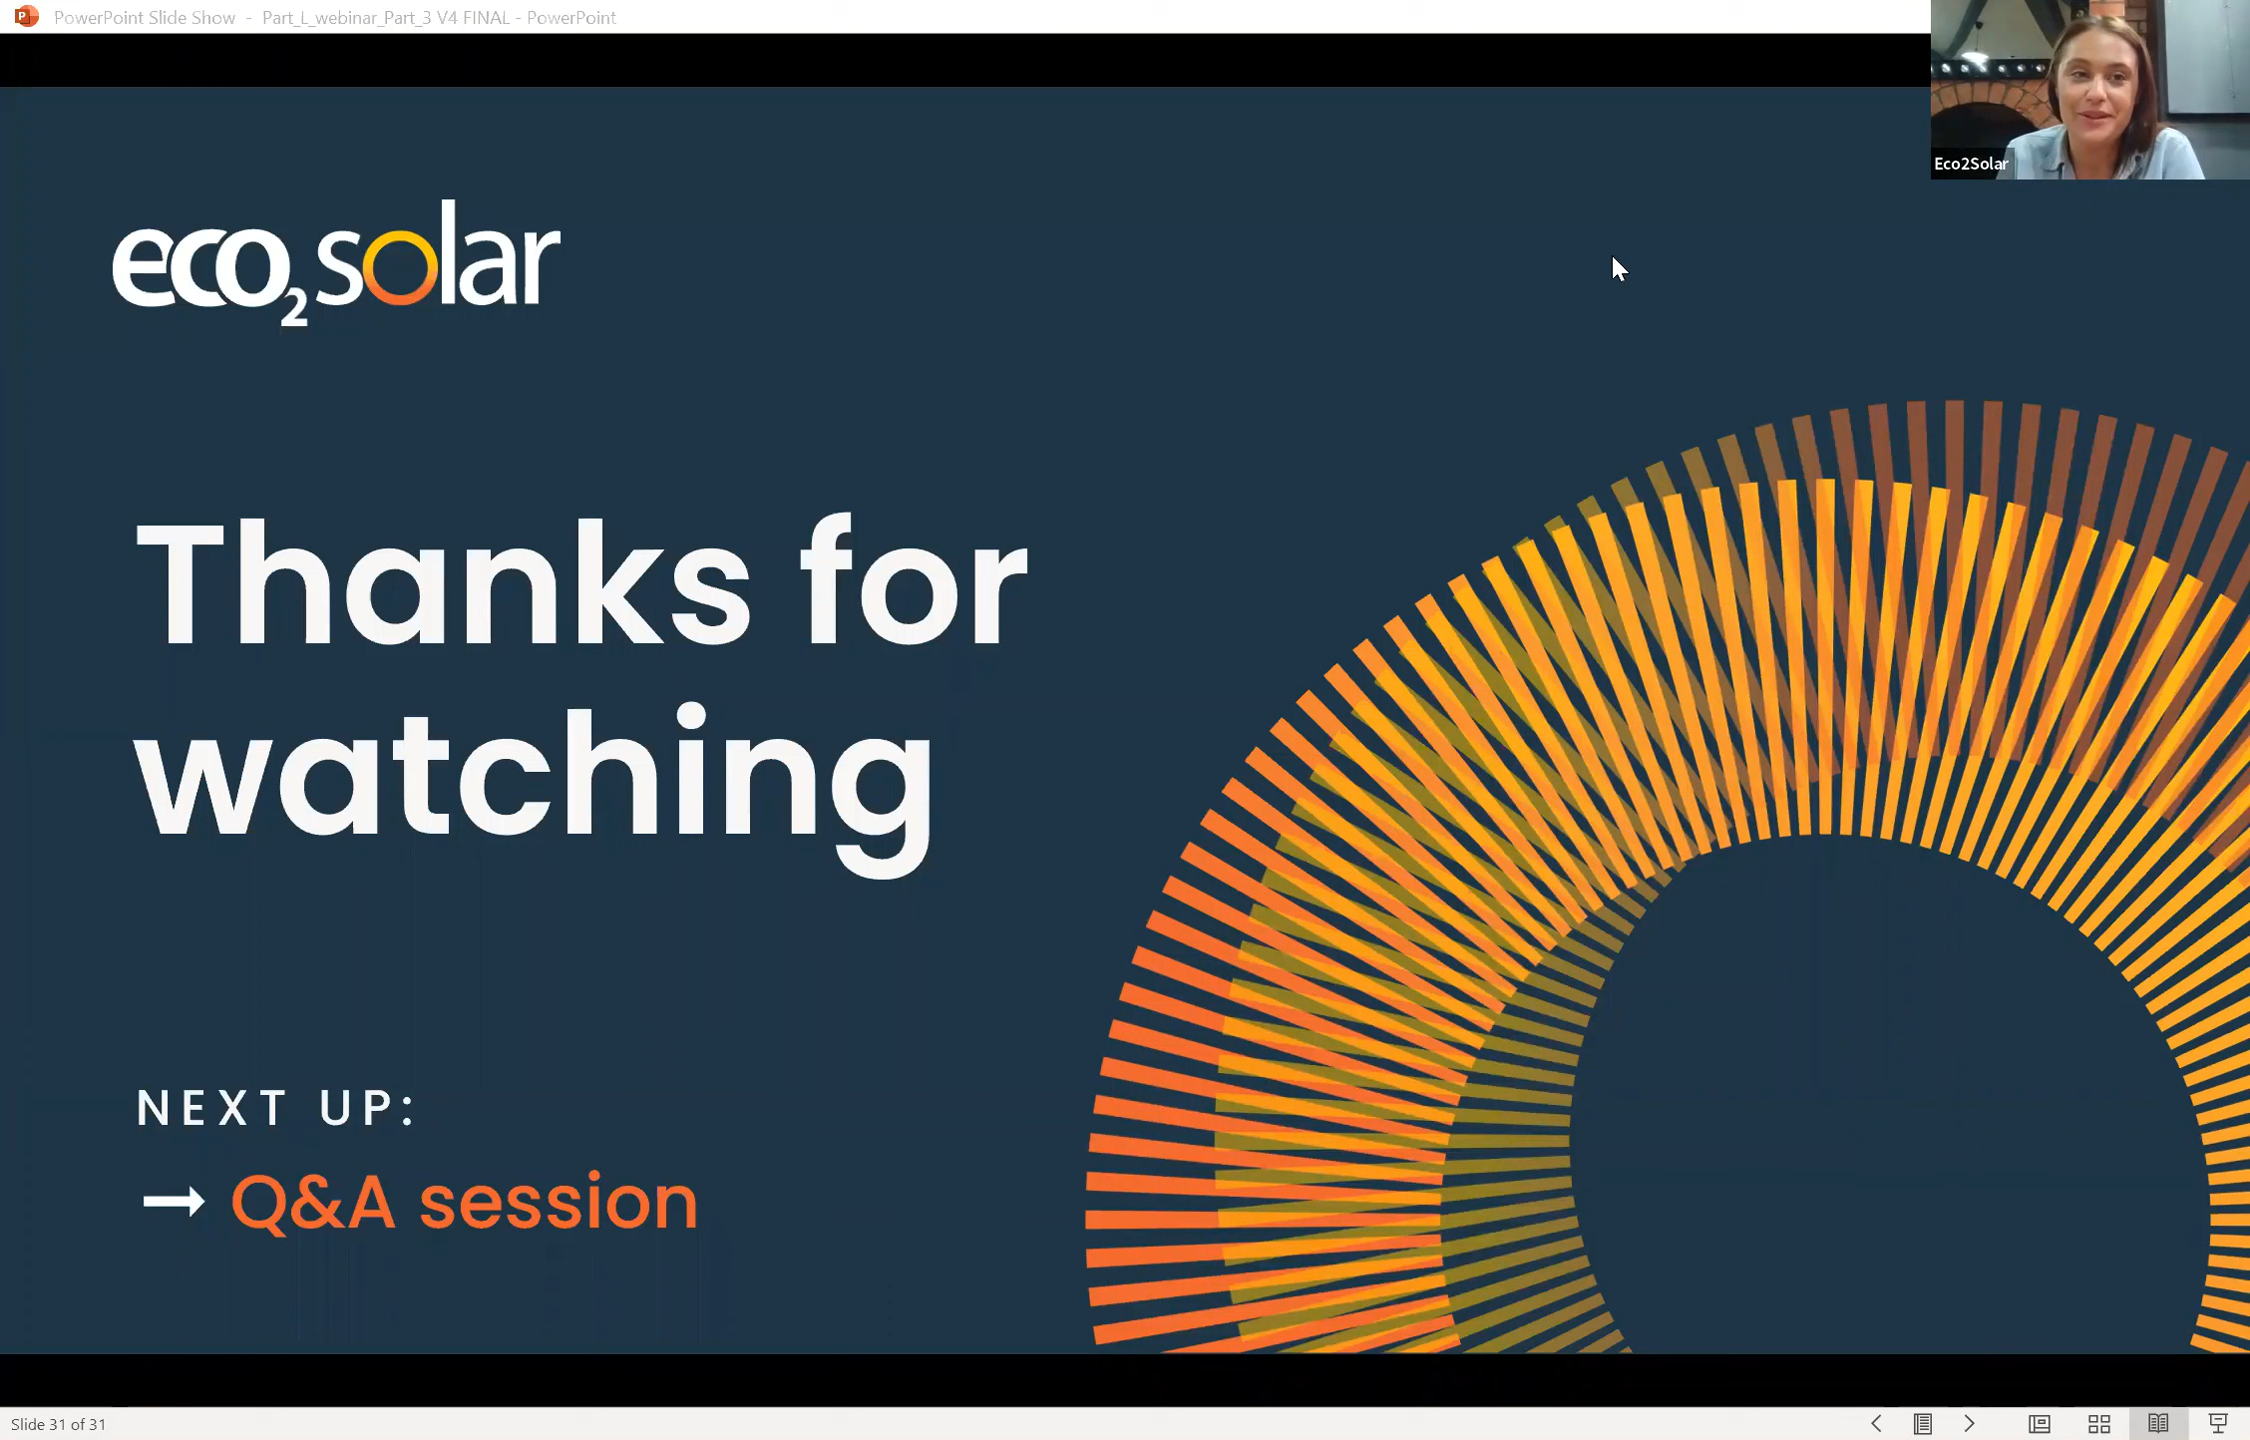 PowerPoint Slide Show - Part_L_webinar_Part_3 V4 FINAL - PowerPoint
Eco2Solar
eco2solar
Thanks for
watching
NEXT UP:
→ Q&A session
Slide 31 of 31